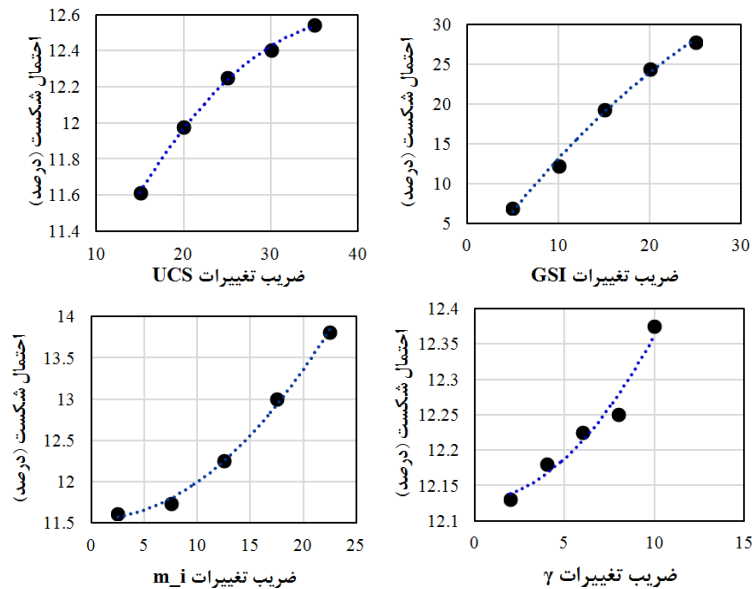 احتمال شکست (درصد)
12.6
12.4
12.2
12
11.8
11.6
11.4
10 20 30 40
ضریب تغییرات UCS
احتمال شکست (درصد)
30
25
20
15
10
5
0 10 20 30
ضریب تغییرات GSI
احتمال شکست (درصد)
14
13.5
13
12.5
12
11.5
0 5 10 15 20 25
ضریب تغییرات m_i
احتمال شکست (درصد)
12.4
12.35
12.3
12.25
12.2
12.15
12.1
0 5 10 15
ضریب تغییرات γ